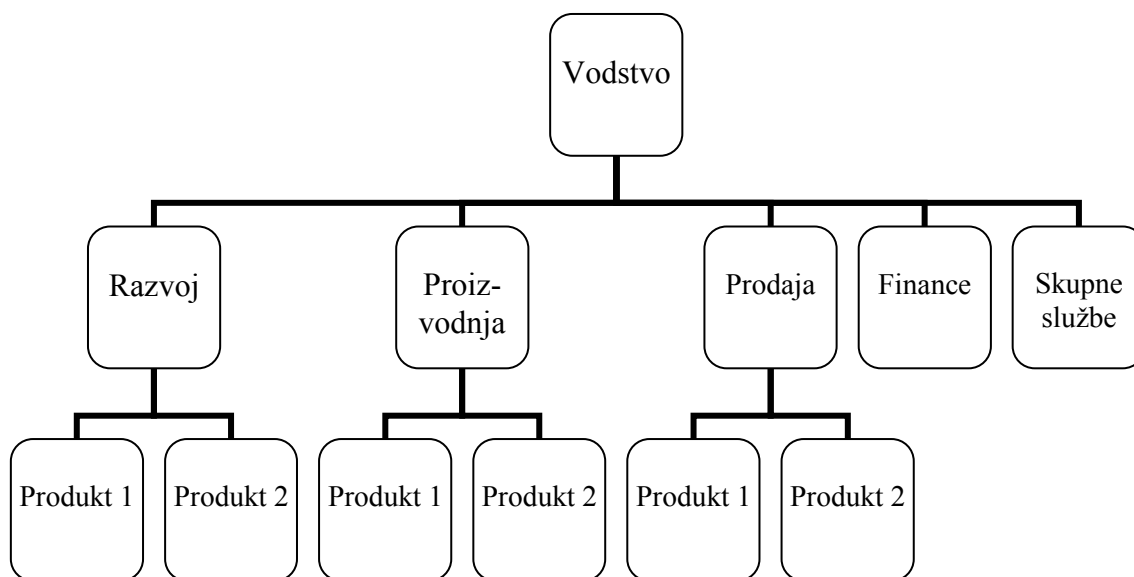 Vodstvo
Razvoj
Proiz-
vodnja
Prodaja
Finance
Skupne
službe
Produkt 1
Produkt 2
Produkt 1
Produkt 2
Produkt 1
Produkt 2